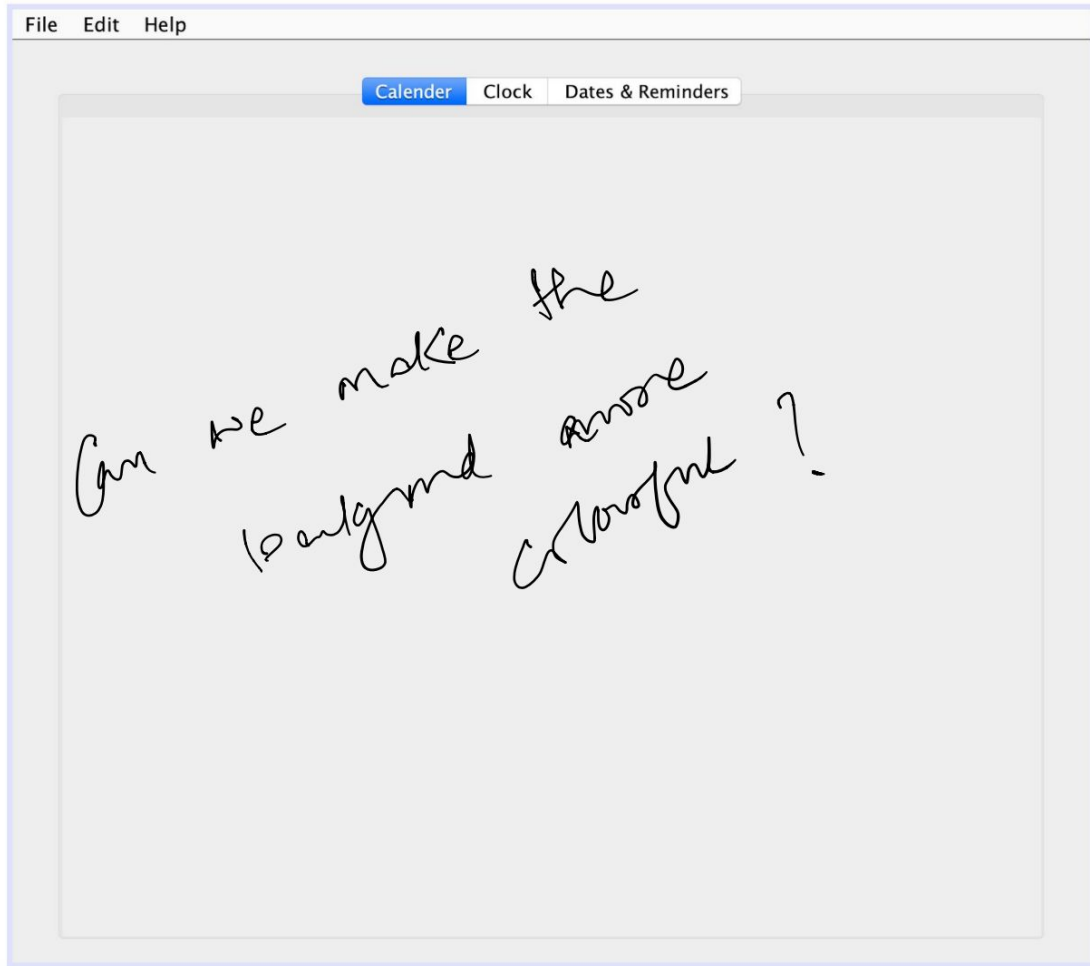 File Edit Help
Calender Clock Dates & Reminders
Can we make the
background more
colorful ?